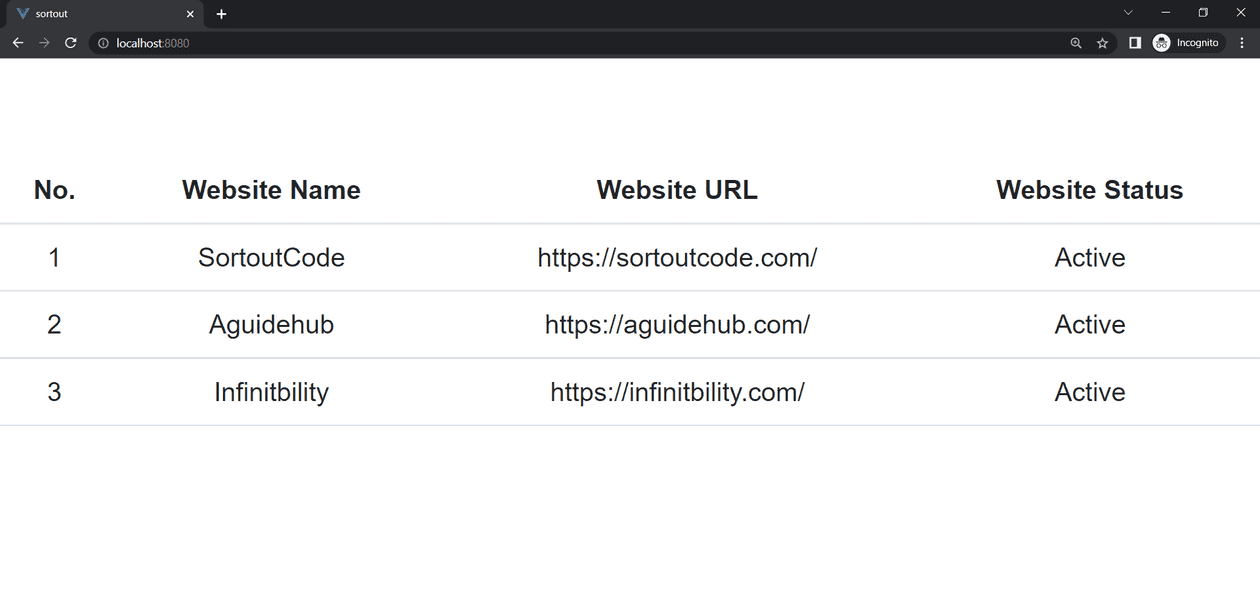 sortout
localhost:8080
Incognito
No. Website Name Website URL Website Status
1 SortoutCode https://sortoutcode.com/ Active
2 Aguidehub https://aguidehub.com/ Active
3 Infinitbility https://infinitbility.com/ Active